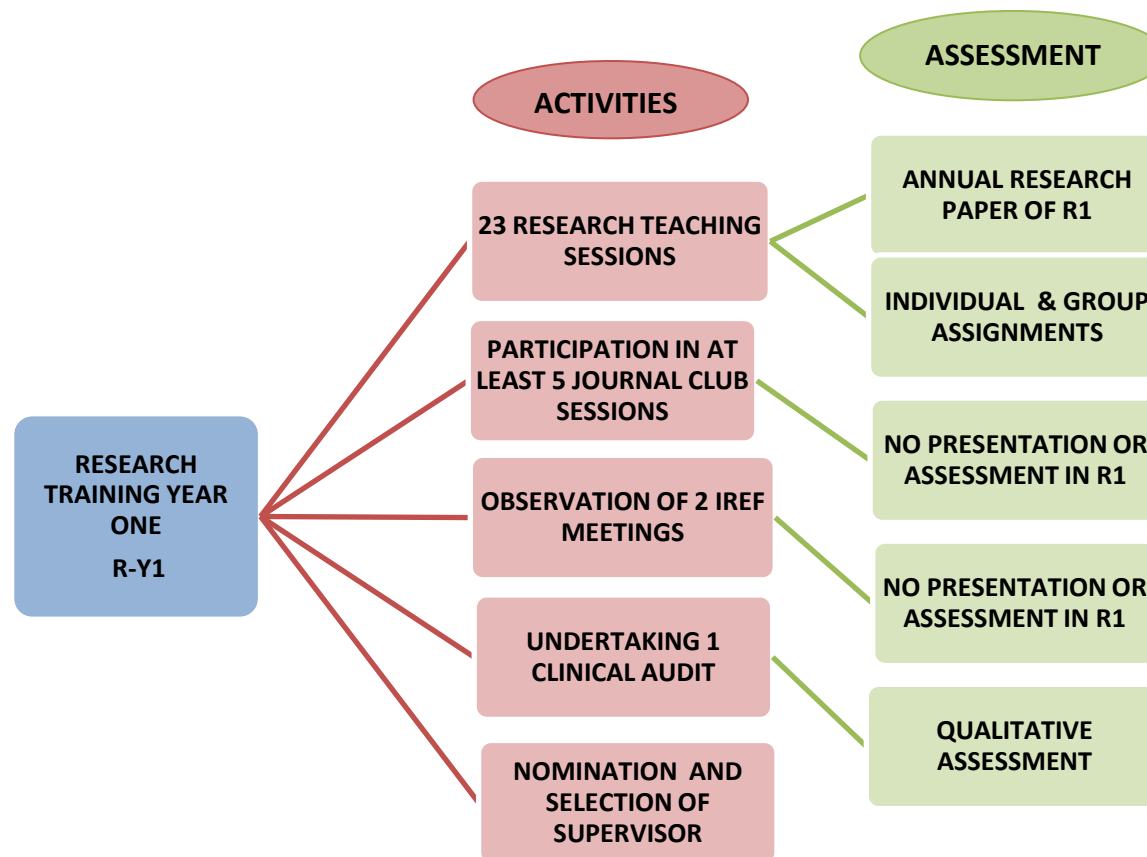 ASSESSMENT
ACTIVITIES
ANNUAL RESEARCH
PAPER OF R1
23 RESEARCH TEACHING
SESSIONS
INDIVIDUAL & GROUP
ASSIGNMENTS
PARTICIPATION IN AT
LEAST 5 JOURNAL CLUB
SESSIONS
NO PRESENTATION OR
ASSESSMENT IN R1
RESEARCH
TRAINING YEAR
ONE
R-Y1
OBSERVATION OF 2 IREF
MEETINGS
NO PRESENTATION OR
ASSESSMENT IN R1
UNDERTAKING 1
CLINICAL AUDIT
QUALITATIVE
ASSESSMENT
NOMINATION AND
SELECTION OF
SUPERVISOR